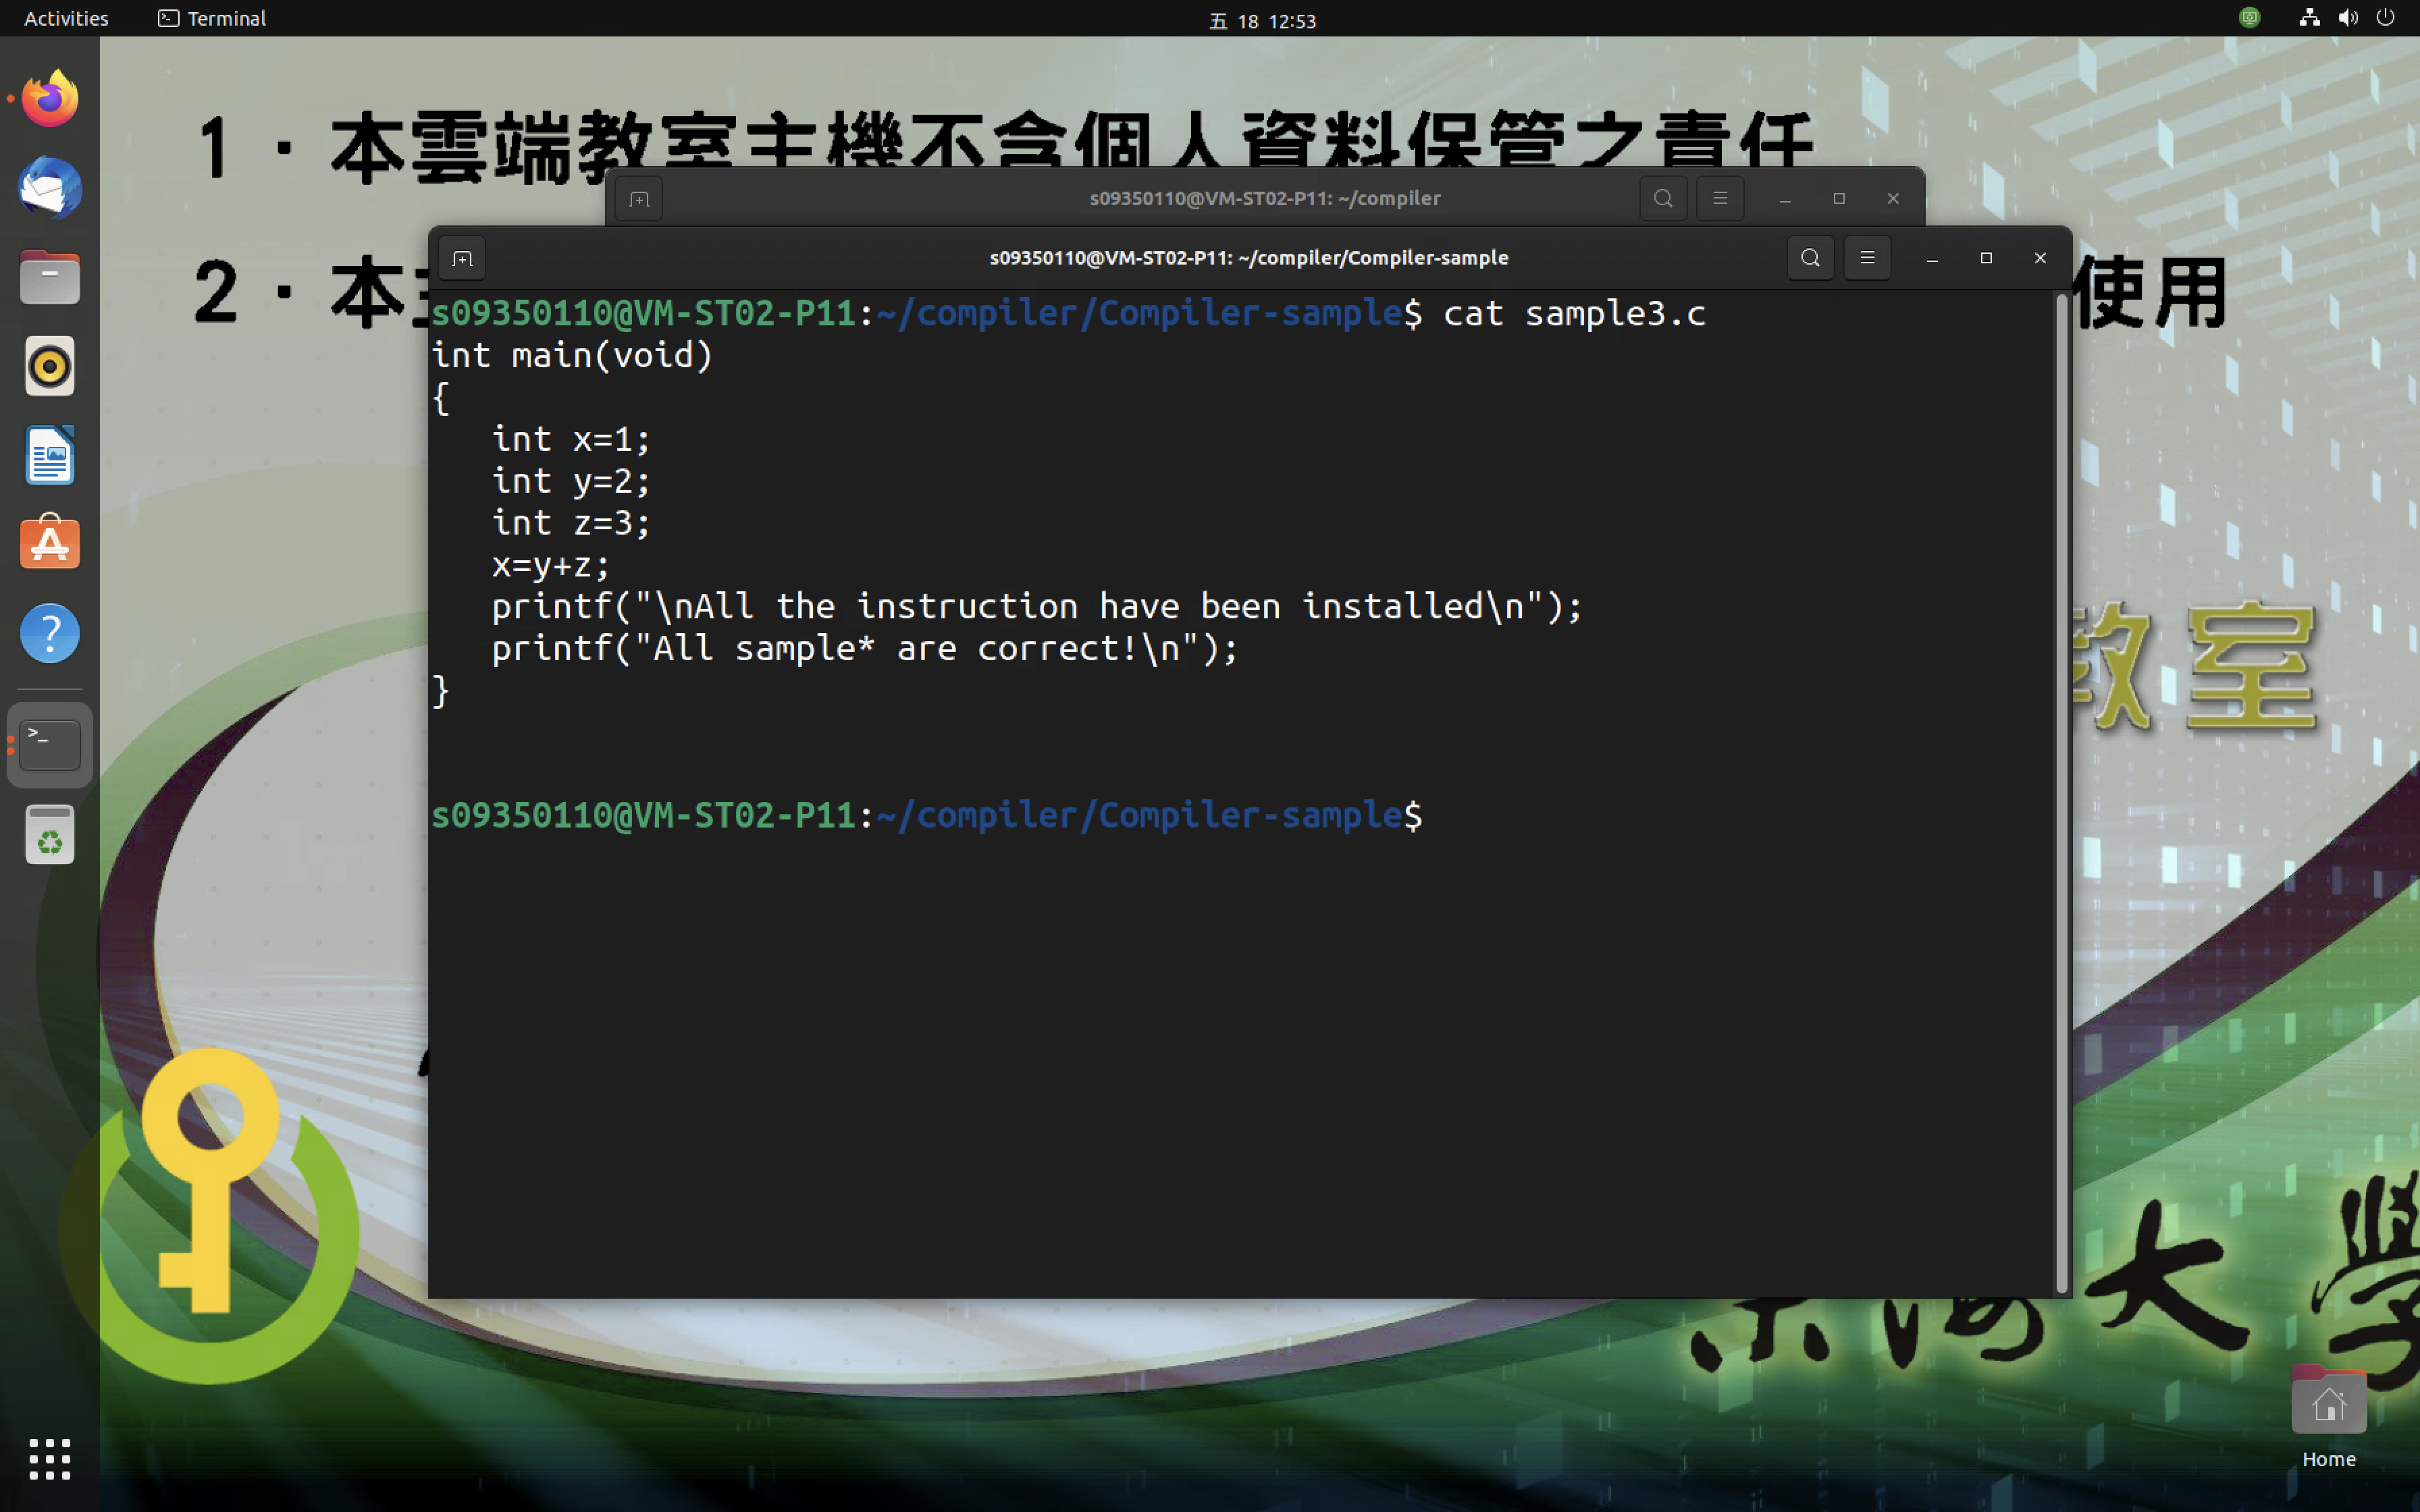 Activities Terminal 五 18 12:53
1．本雲端教室主機不含個人資料保管之責任
s09350110@VM-ST02-P11: ~/compiler
2．本 使用
s09350110@VM-ST02-P11: ~/compiler/Compiler-sample
s09350110@VM-ST02-P11:~/compiler/Compiler-sample$ cat sample3.c
int main(void)
{
   int x=1;
   int y=2;
   int z=3;
   x=y+z;
   printf("\nAll the instruction have been installed\n");
   printf("All sample* are correct!\n");
}
s09350110@VM-ST02-P11:~/compiler/Compiler-sample$
教室
東海大學
Home